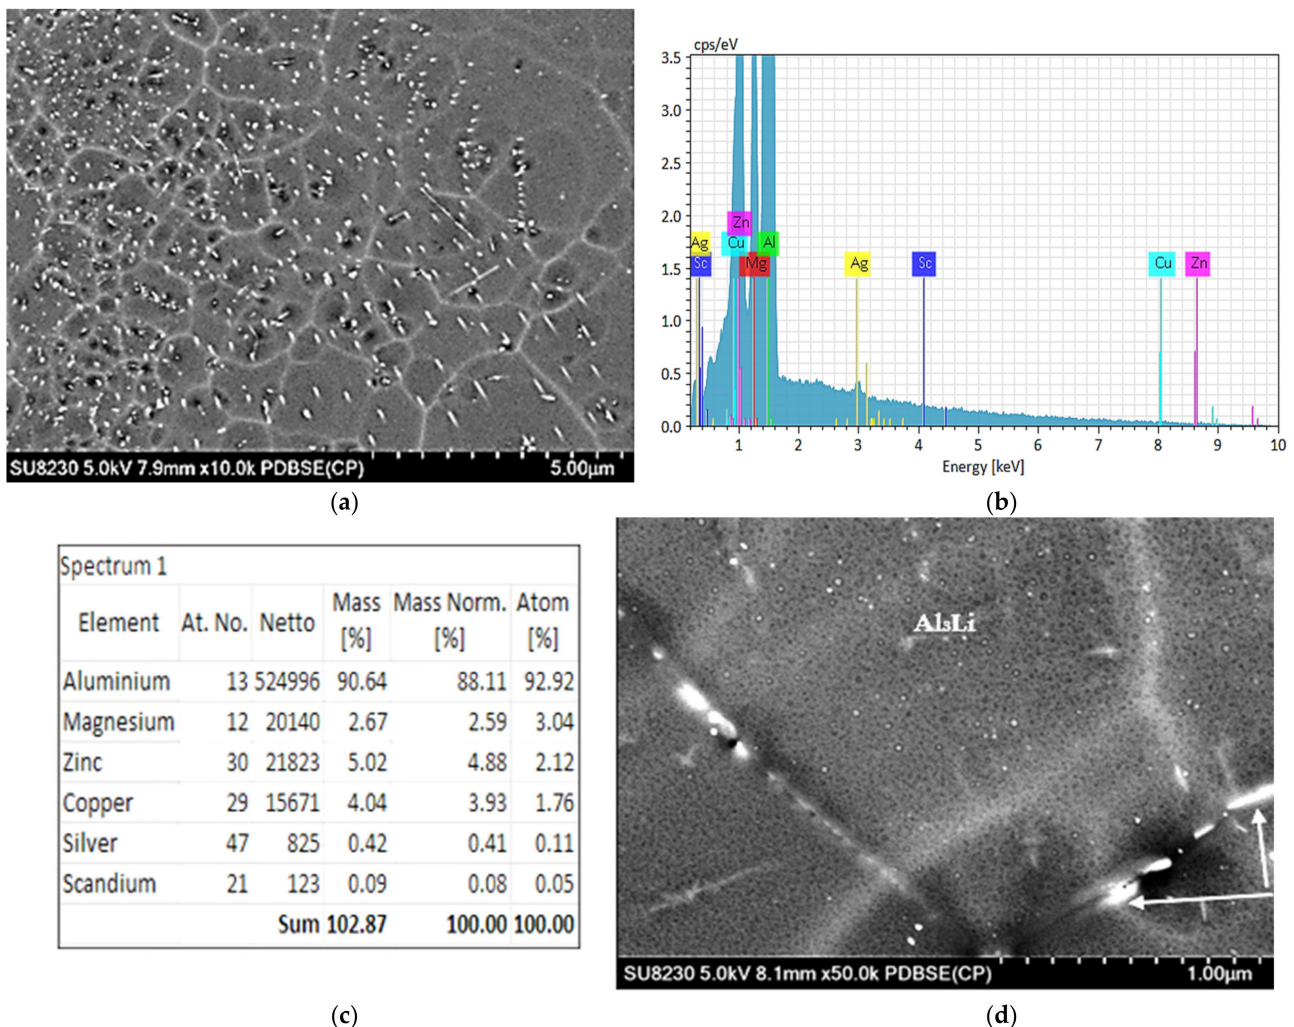 SU8230 5.0kV 7.9mm x10.0k PDBSE(CP) 5.00µm
(a)
cps/eV
3.5
3.0
2.5
2.0
1.5
1.0
0.5
0.0
Zn
Ag Cu Al
Sc Mg Ag Sc Cu Zn
1 2 3 4 5 6 7 8 9 10
Energy [keV]
(b)
Spectrum 1
Element At. No. Netto Mass [%] Mass Norm. [%] Atom [%]
Aluminium 13 524996 90.64 88.11 92.92
Magnesium 12 20140 2.67 2.59 3.04
Zinc 30 21823 5.02 4.88 2.12
Copper 29 15671 4.04 3.93 1.76
Silver 47 825 0.42 0.41 0.11
Scandium 21 123 0.09 0.08 0.05
Sum 102.87 100.00 100.00
(c)
Al₃Li
SU8230 5.0kV 8.1mm x50.0k PDBSE(CP) 1.00µm
(d)